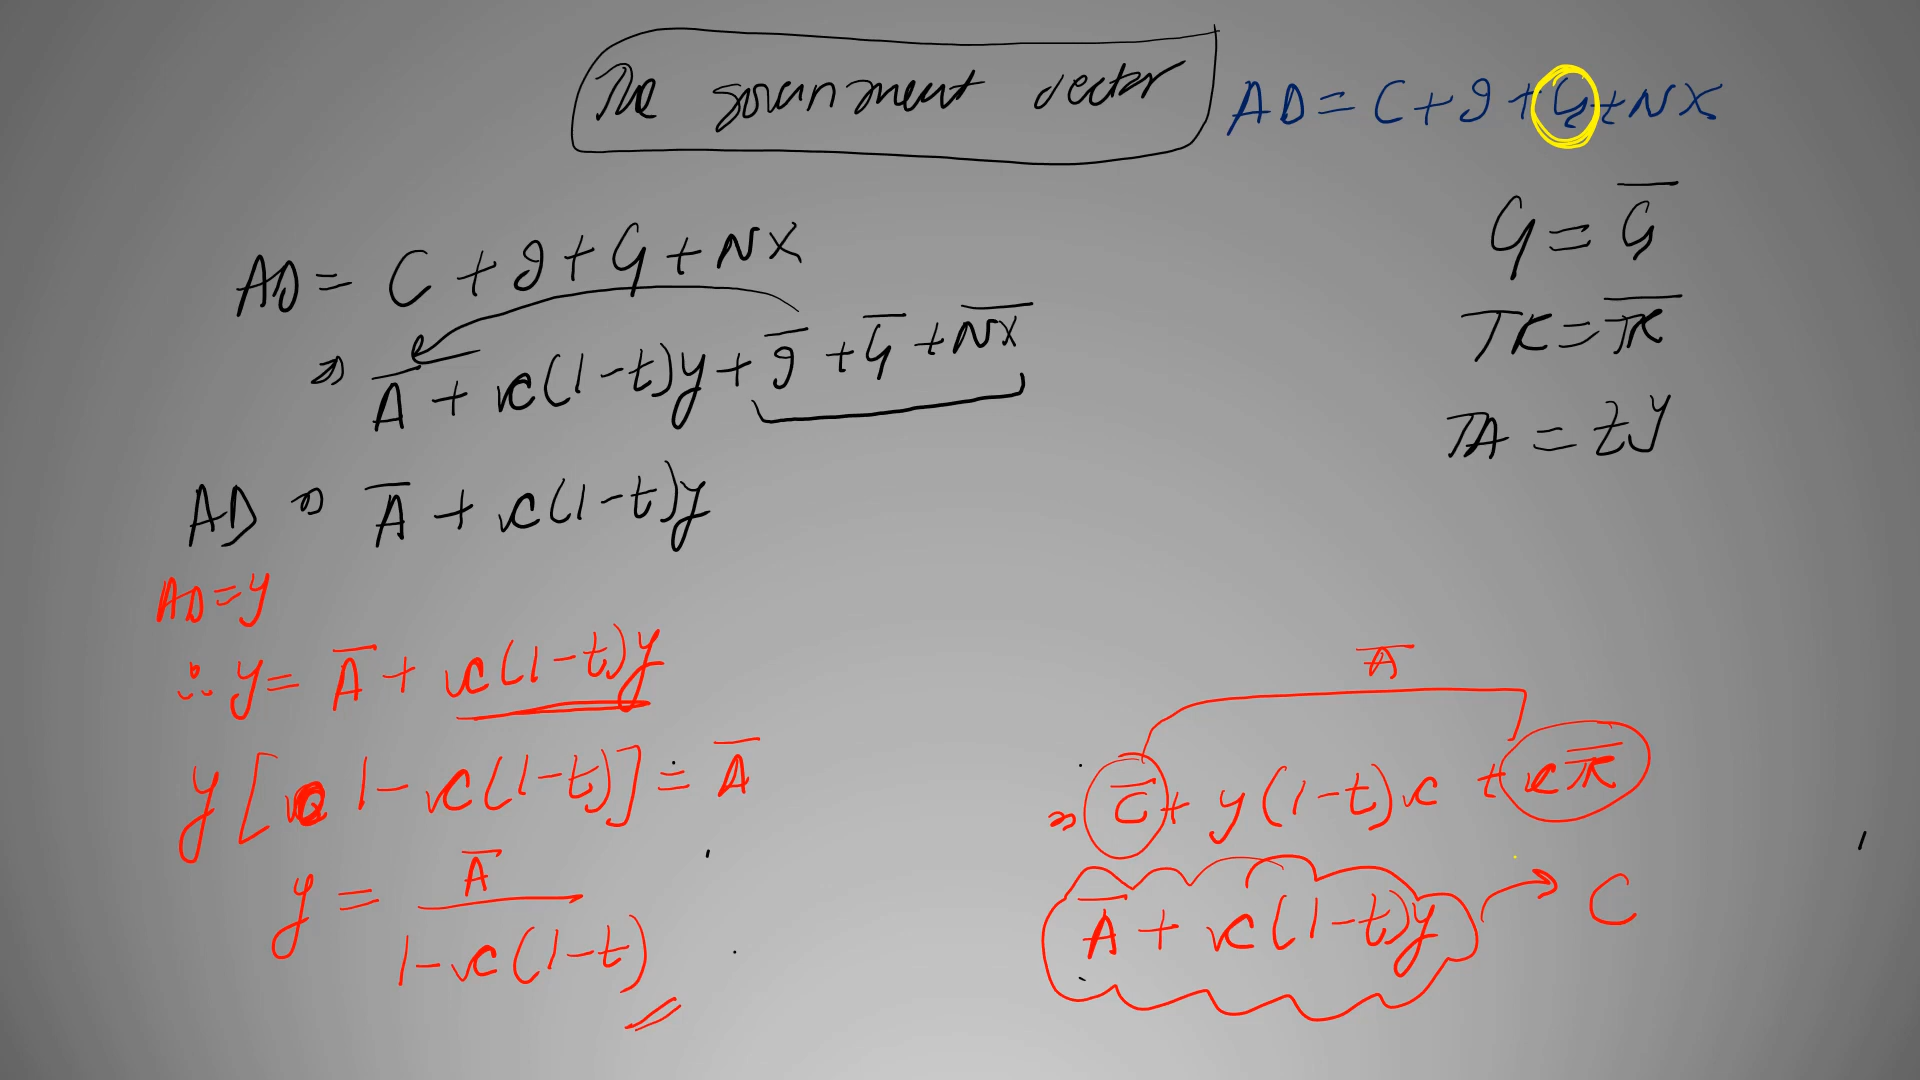 The government sector
AD = C + I + G + NX
G = G̅
TR = T̅R̅
TA = tY
AD = C + I + G + NX
⇒ A̅ + c(1-t)y + I̅ + G̅ + N̅X̅
AD ⇒ A̅ + c(1-t)y
AD = y
∴ y = A̅ + c(1-t)y
y[1-c(1-t)] = A̅
y = A̅
1-c(1-t)
A̅
⇒ C̅ + y(1-t)c + cT̅R̅
A̅ + c(1-t)y → C